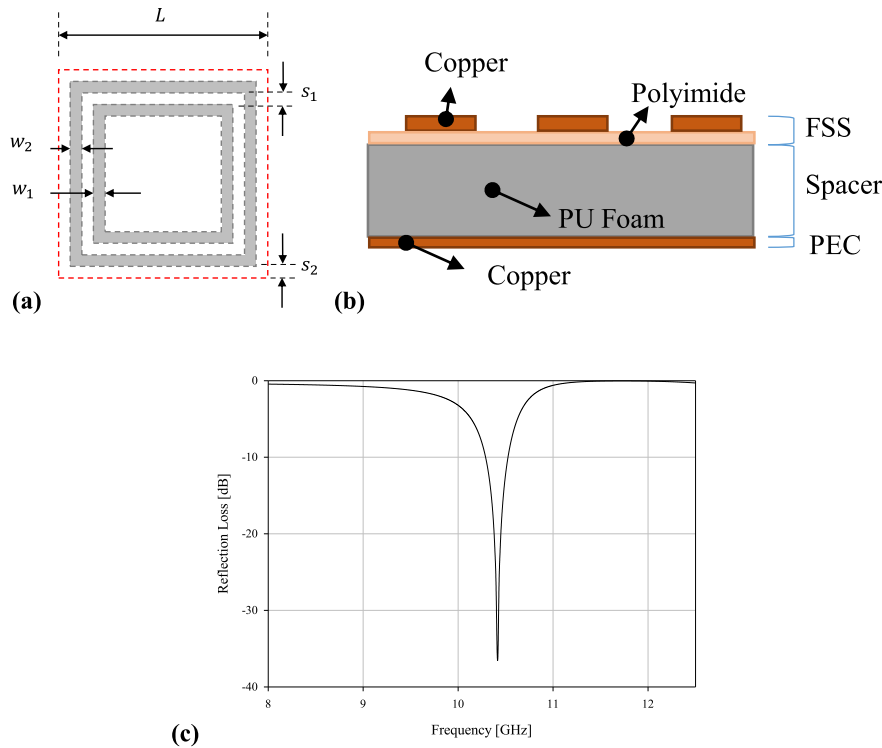 L
s1
w2
w1
s2
(a)
Copper
Polyimide
FSS
Spacer
PU Foam
PEC
Copper
(b)
0
-10
-20
-30
-40
Reflection Loss [dB]
8 9 10 11 12
Frequency [GHz]
(c)